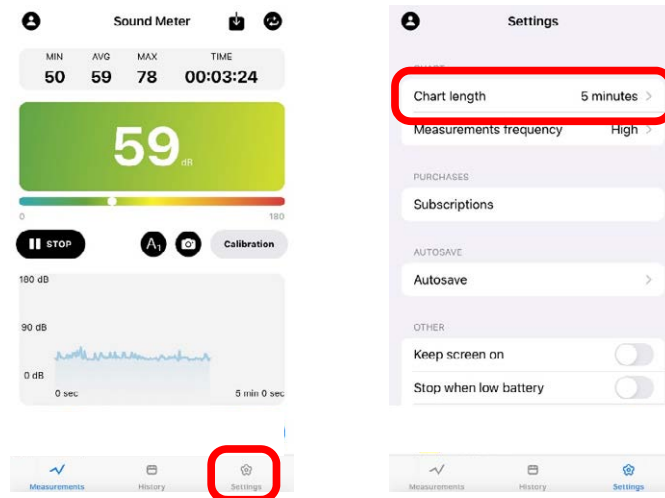 Sound Meter
MIN AVG MAX TIME
50 59 78 00:03:24
59 dB
0 180
STOP A1 Calibration
180 dB
90 dB
0 dB
0 sec 5 min 0 sec
Measurements History Settings
Settings
Chart length 5 minutes
Measurements frequency High
PURCHASES
Subscriptions
AUTOSAVE
Autosave
OTHER
Keep screen on
Stop when low battery
Measurements History Settings